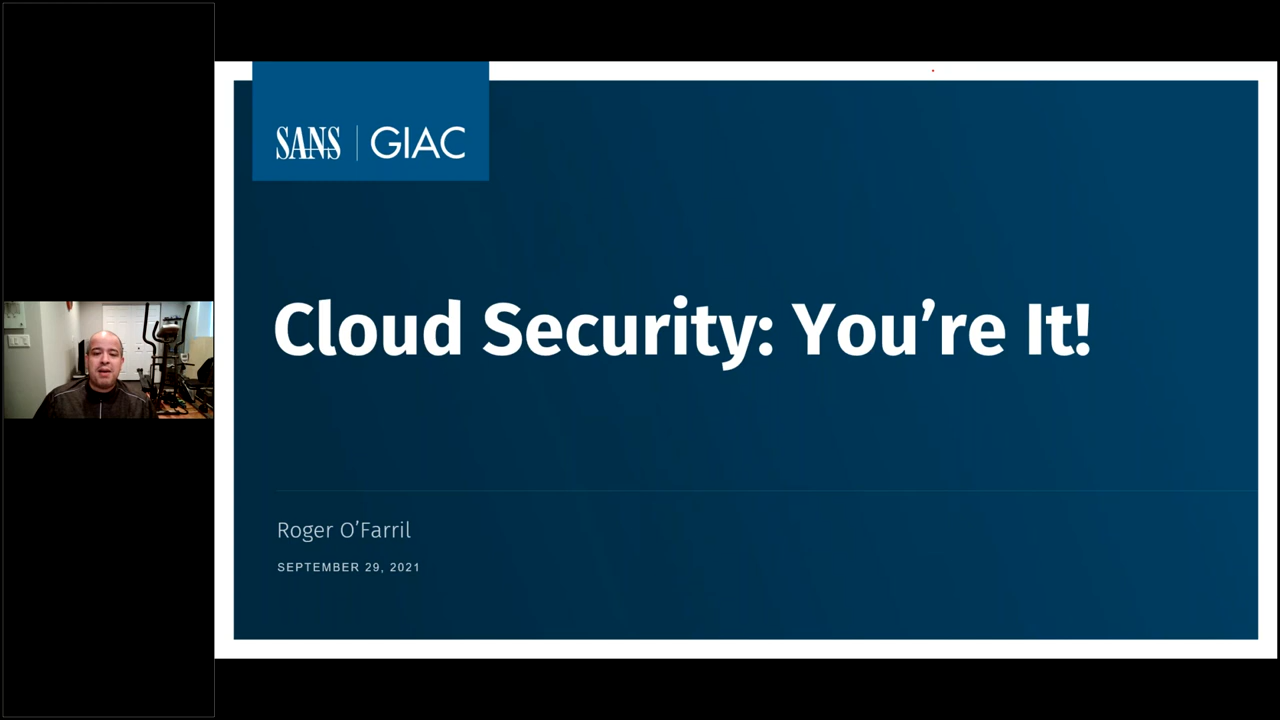 SANS | GIAC
Cloud Security: You’re It!
Roger O’Farril
SEPTEMBER 29, 2021